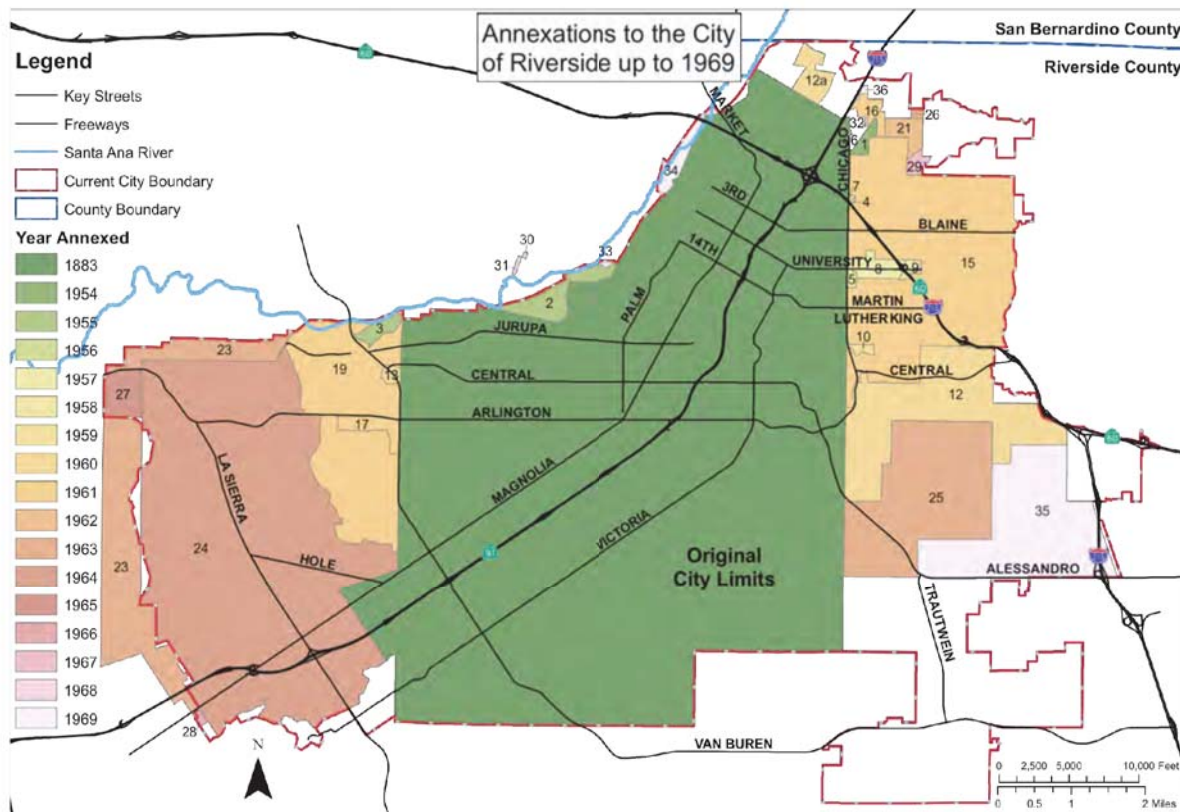 Annexations to the City
of Riverside up to 1969
San Bernardino County
Riverside County
Legend
Key Streets
Freeways
Santa Ana River
Current City Boundary
County Boundary
Year Annexed
1883
1954
1955
1956
1957
1958
1959
1960
1961
1962
1963
1964
1965
1966
1967
1968
1969
MARKET
CHICAGO
3RD
14TH
BLAINE
UNIVERSITY
MARTIN
LUTHER KING
PALM
JURUPA
CENTRAL
CENTRAL
ARLINGTON
LA SIERRA
MAGNOLIA
VICTORIA
HOLE
Original
City Limits
ALESSANDRO
TRAUTWEIN
VAN BUREN
12a
36
16
26
32
21
6
1
29
34
7
4
30
33
31
8
9
15
5
2
3
10
23
19
13
12
27
17
25
35
24
23
28
91
N
0 2,500 5,000 10,000 Feet
0 0.5 1 2 Miles